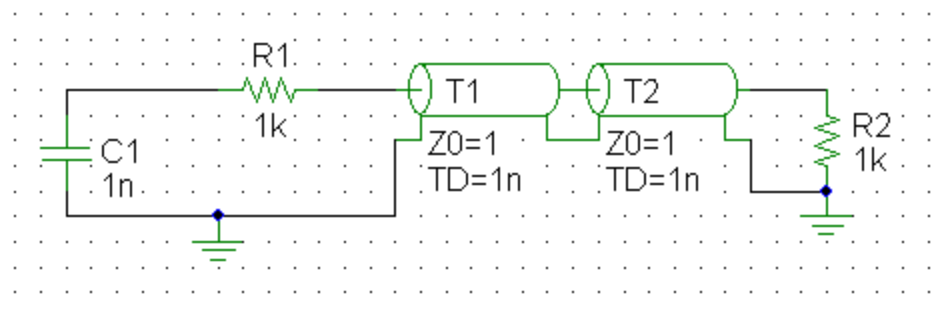 R1
1k
T1
Z0=1
TD=1n
T2
Z0=1
TD=1n
C1
1n
R2
1k